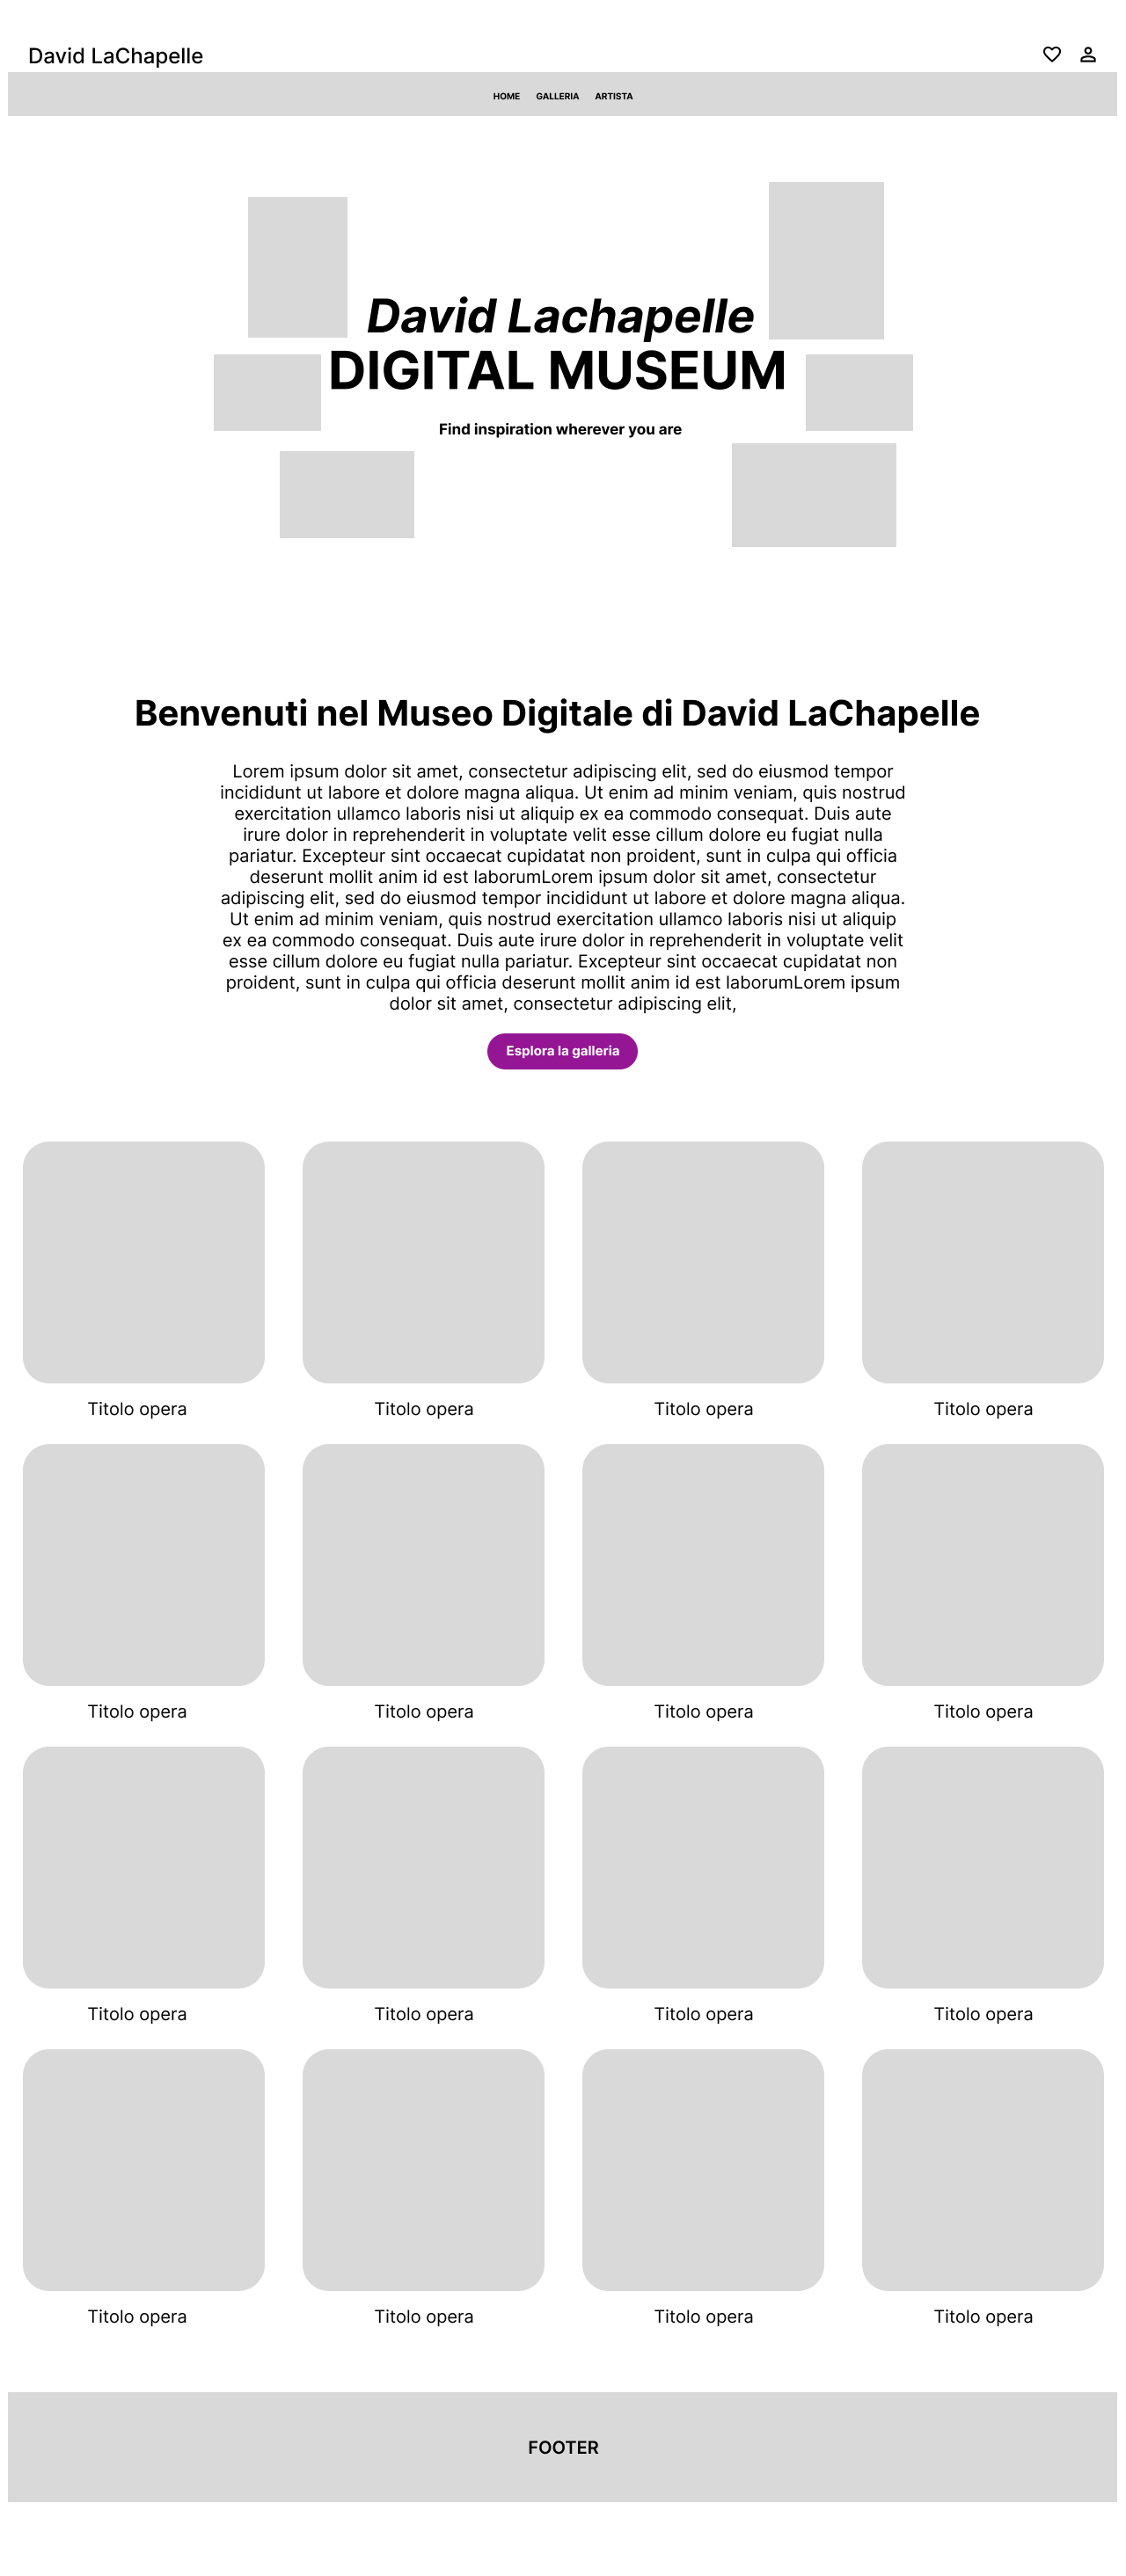 David LaChapelle
HOME GALLERIA ARTISTA
David Lachapelle
DIGITAL MUSEUM
Find inspiration wherever you are
Benvenuti nel Museo Digitale di David LaChapelle
Lorem ipsum dolor sit amet, consectetur adipiscing elit, sed do eiusmod tempor
incididunt ut labore et dolore magna aliqua. Ut enim ad minim veniam, quis nostrud
exercitation ullamco laboris nisi ut aliquip ex ea commodo consequat. Duis aute
irure dolor in reprehenderit in voluptate velit esse cillum dolore eu fugiat nulla
pariatur. Excepteur sint occaecat cupidatat non proident, sunt in culpa qui officia
deserunt mollit anim id est laborumLorem ipsum dolor sit amet, consectetur
adipiscing elit, sed do eiusmod tempor incididunt ut labore et dolore magna aliqua.
Ut enim ad minim veniam, quis nostrud exercitation ullamco laboris nisi ut aliquip
ex ea commodo consequat. Duis aute irure dolor in reprehenderit in voluptate velit
esse cillum dolore eu fugiat nulla pariatur. Excepteur sint occaecat cupidatat non
proident, sunt in culpa qui officia deserunt mollit anim id est laborumLorem ipsum
dolor sit amet, consectetur adipiscing elit,
Esplora la galleria
Titolo opera Titolo opera Titolo opera Titolo opera
Titolo opera Titolo opera Titolo opera Titolo opera
Titolo opera Titolo opera Titolo opera Titolo opera
Titolo opera Titolo opera Titolo opera Titolo opera
FOOTER